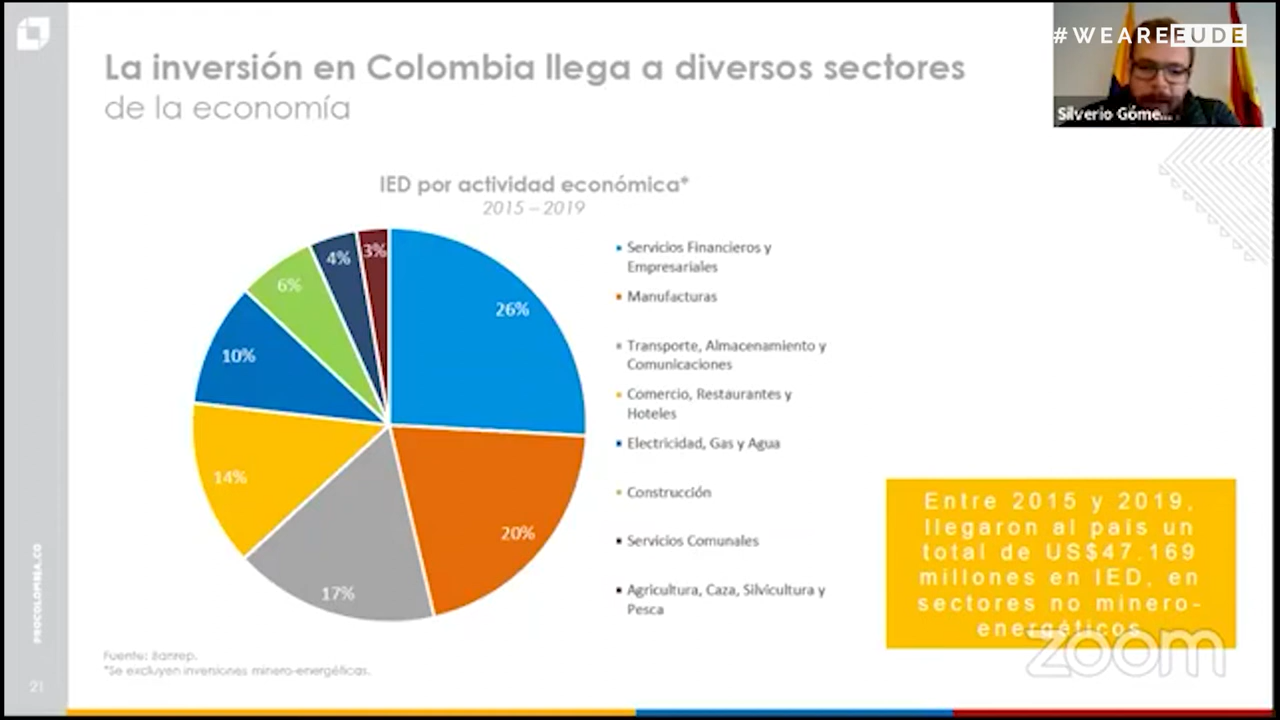 #WEAREEUDE
Silverio Góme...
La inversión en Colombia llega a diversos sectores
de la economía
IED por actividad económica*
2015 – 2019
3%
4%
6%
26%
10%
14%
20%
17%
Servicios Financieros y
Empresariales
Manufacturas
Transporte, Almacenamiento y
Comunicaciones
Comercio, Restaurantes y
Hoteles
Electricidad, Gas y Agua
Construcción
Servicios Comunales
Agricultura, Caza, Silvicultura y
Pesca
Entre 2015 y 2019,
llegaron al país un
total de US$47.169
millones en IED, en
sectores no minero-
energéticos
zoom
Fuente: Banrep.
*Se excluyen inversiones minero-energéticas.
PROCOLOMBIA.CO
21